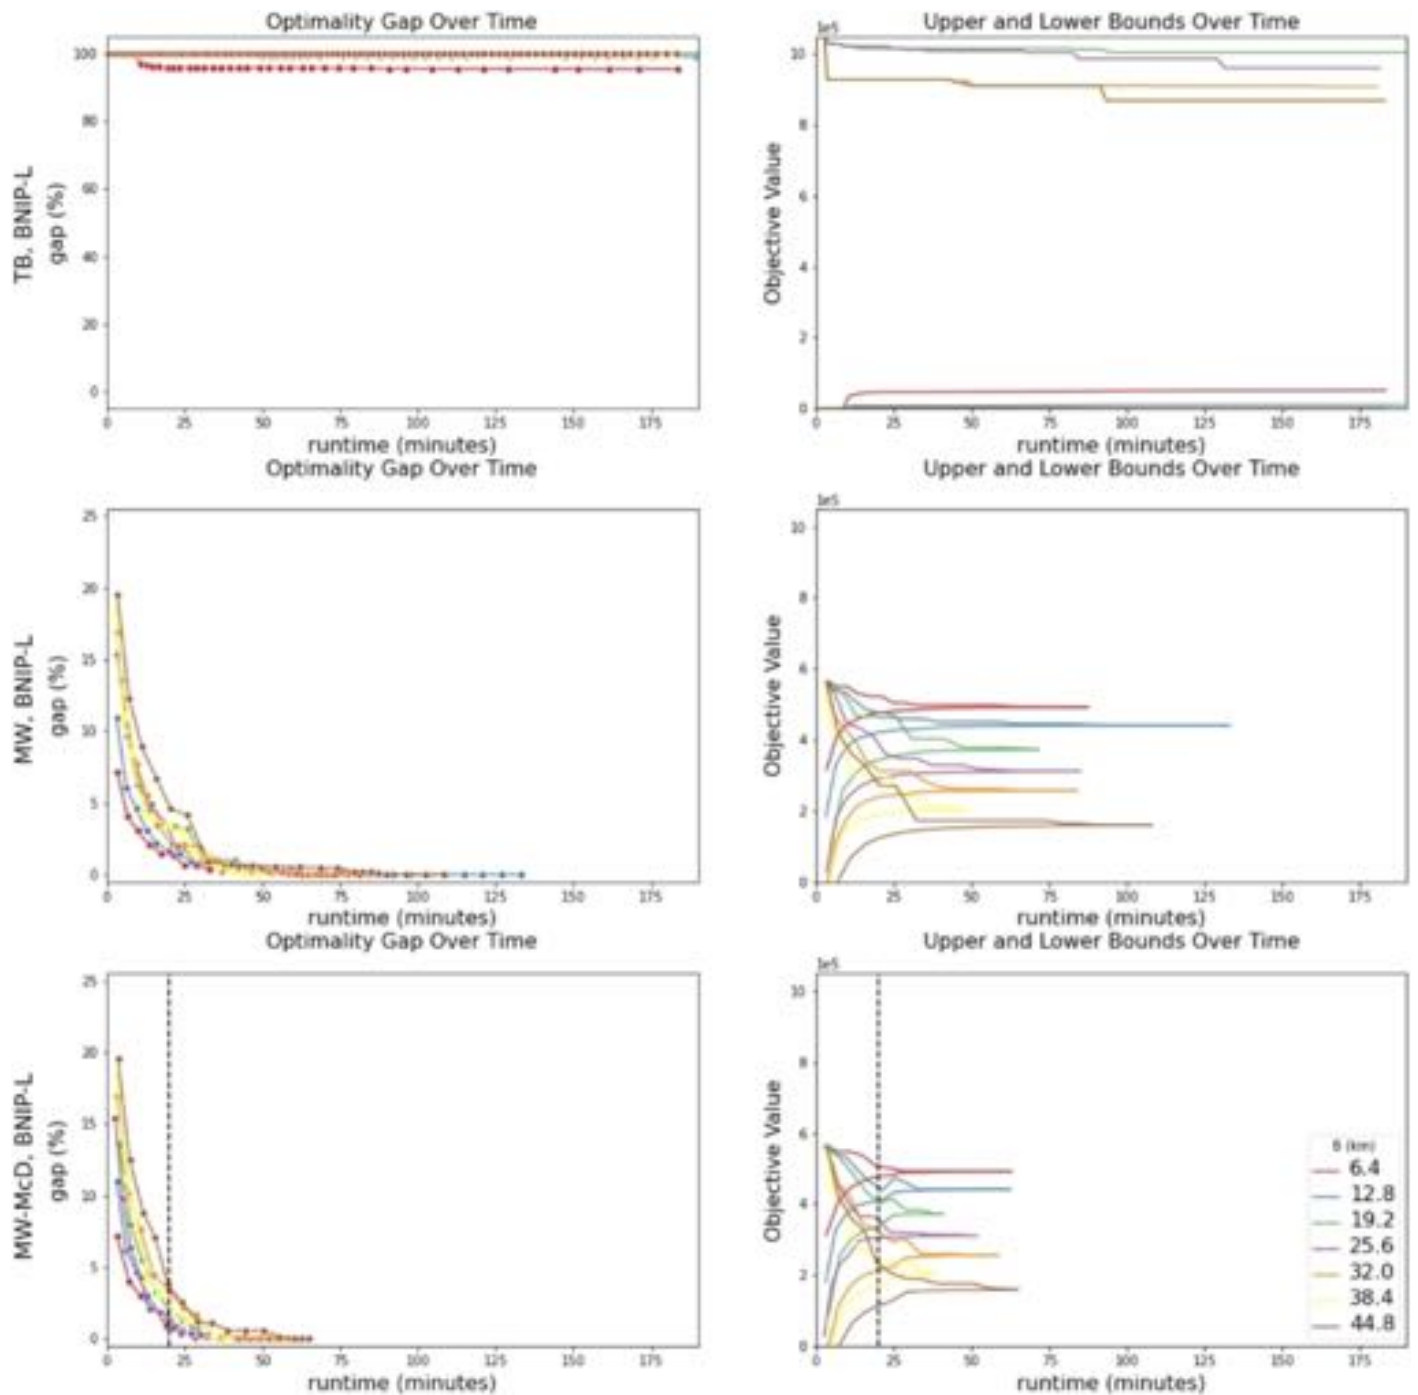 Optimality Gap Over Time
Upper and Lower Bounds Over Time
TB, BNIP-L
gap (%)
100
80
60
40
20
0
0 25 50 75 100 125 150 175
runtime (minutes)
1e5
Objective Value
10
8
6
4
2
0
0 25 50 75 100 125 150 175
runtime (minutes)
Optimality Gap Over Time
Upper and Lower Bounds Over Time
MW, BNIP-L
gap (%)
25
20
15
10
5
0
0 25 50 75 100 125 150 175
runtime (minutes)
1e5
Objective Value
10
8
6
4
2
0
0 25 50 75 100 125 150 175
runtime (minutes)
Optimality Gap Over Time
Upper and Lower Bounds Over Time
MW-McD, BNIP-L
gap (%)
25
20
15
10
5
0
0 25 50 75 100 125 150 175
runtime (minutes)
1e5
Objective Value
10
8
6
4
2
0
0 25 50 75 100 125 150 175
runtime (minutes)
B (km)
6.4
12.8
19.2
25.6
32.0
38.4
44.8